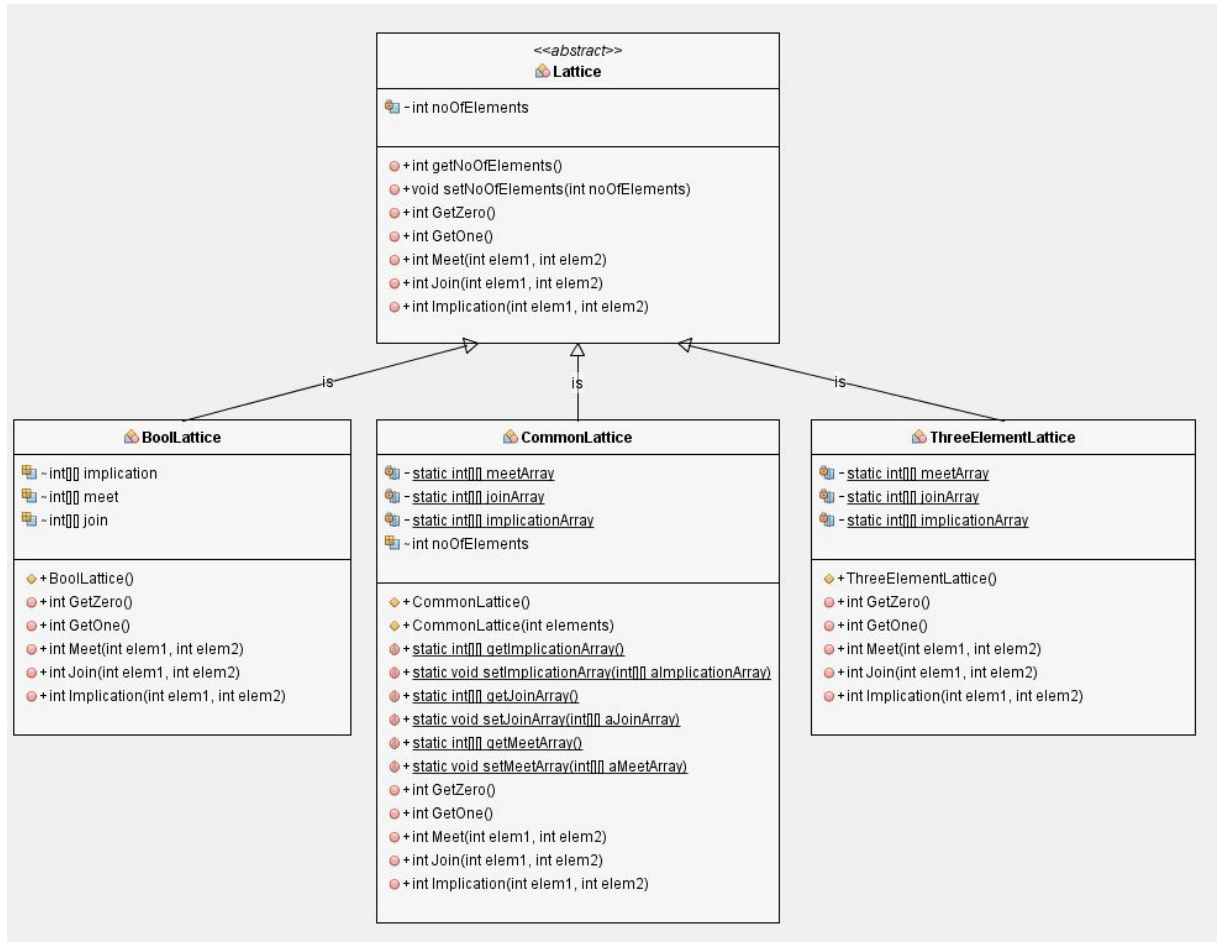 <<abstract>>
Lattice
- int noOfElements
+ int getNoOfElements()
+ void setNoOfElements(int noOfElements)
+ int GetZero()
+ int GetOne()
+ int Meet(int elem1, int elem2)
+ int Join(int elem1, int elem2)
+ int Implication(int elem1, int elem2)
is
is
is
BoolLattice
~ int[][] implication
~ int[][] meet
~ int[][] join
+ BoolLattice()
+ int GetZero()
+ int GetOne()
+ int Meet(int elem1, int elem2)
+ int Join(int elem1, int elem2)
+ int Implication(int elem1, int elem2)
CommonLattice
- static int[][] meetArray
- static int[][] joinArray
- static int[][] implicationArray
~ int noOfElements
+ CommonLattice()
+ CommonLattice(int elements)
+ static int[][] getImplicationArray()
+ static void setImplicationArray(int[][] aImplicationArray)
+ static int[][] getJoinArray()
+ static void setJoinArray(int[][] aJoinArray)
+ static int[][] getMeetArray()
+ static void setMeetArray(int[][] aMeetArray)
+ int GetZero()
+ int GetOne()
+ int Meet(int elem1, int elem2)
+ int Join(int elem1, int elem2)
+ int Implication(int elem1, int elem2)
ThreeElementLattice
- static int[][] meetArray
- static int[][] joinArray
- static int[][] implicationArray
+ ThreeElementLattice()
+ int GetZero()
+ int GetOne()
+ int Meet(int elem1, int elem2)
+ int Join(int elem1, int elem2)
+ int Implication(int elem1, int elem2)